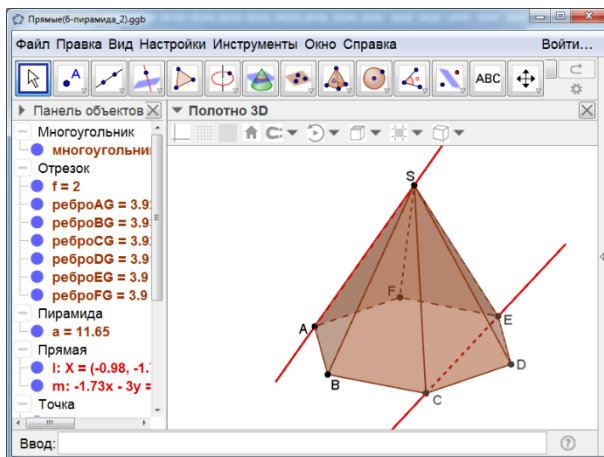 Прямые(6-пирамида_2).ggb
Файл Правка Вид Настройки Инструменты Окно Справка Войти...
A ABC
Панель объектов
Полотно 3D
Многоугольник
многоугольни
Отрезок
f = 2
реброAG = 3.9
реброBG = 3.9
реброCG = 3.9
реброDG = 3.9
реброEG = 3.9
реброFG = 3.9
Пирамида
a = 11.65
Прямая
l: X = (-0.98, -1.
m: -1.73x - 3y =
Точка
S
F
E
A
B
D
C
Ввод: